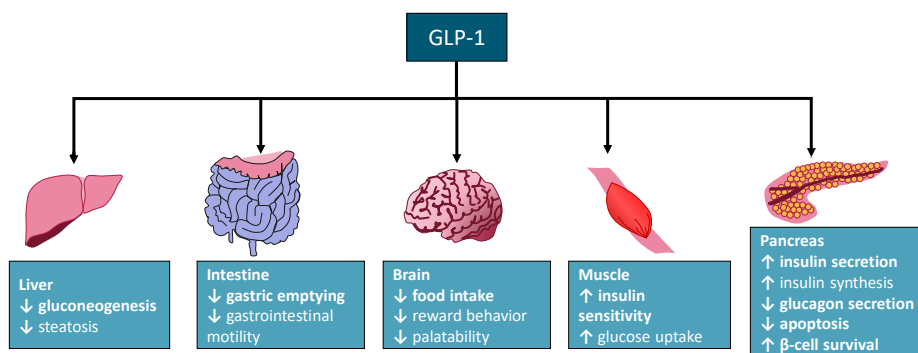 GLP-1
Liver
↓ gluconeogenesis
↓ steatosis
Intestine
↓ gastric emptying
↓ gastrointestinal
motility
Brain
↓ food intake
↓ reward behavior
↓ palatability
Muscle
↑ insulin
sensitivity
↑ glucose uptake
Pancreas
↑ insulin secretion
↑ insulin synthesis
↓ glucagon secretion
↓ apoptosis
↑ β-cell survival